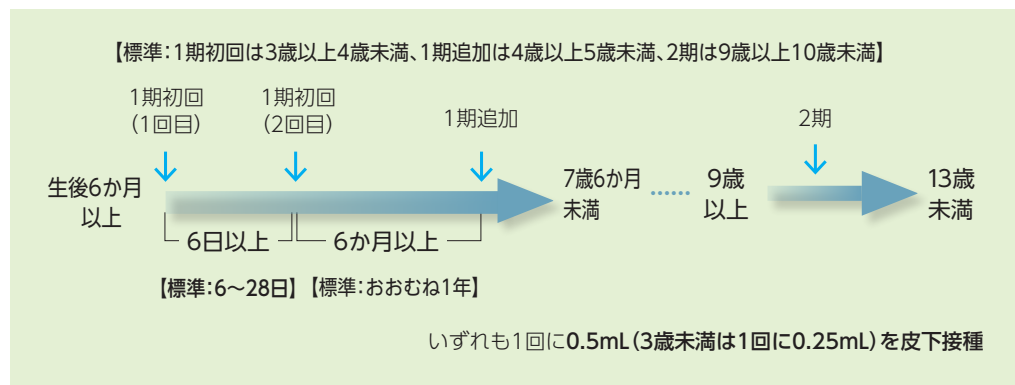 【標準：1期初回は3歳以上4歳未満、1期追加は4歳以上5歳未満、2期は9歳以上10歳未満】
1期初回
（1回目）
1期初回
（2回目）
1期追加
2期
生後6か月
以上
7歳6か月
未満
9歳
以上
13歳
未満
6日以上
6か月以上
【標準：6〜28日】
【標準：おおむね1年】
いずれも1回に0.5mL（3歳未満は1回に0.25mL）を皮下接種